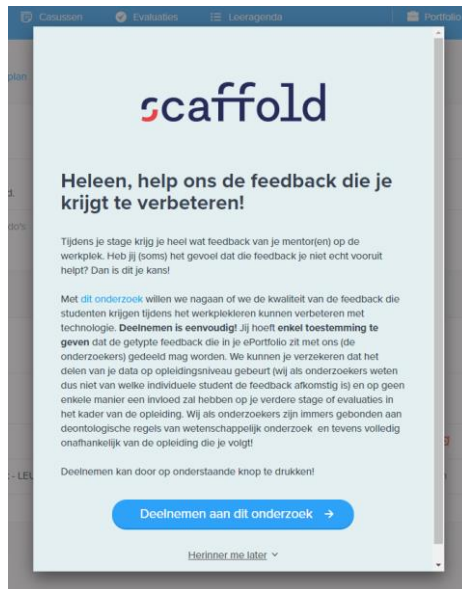 Casussen
Evaluaties
Leeragenda
Portfolio
plan
scaffold
Heleen, help ons de feedback die je
krijgt te verbeteren!
d.
do's
Tijdens je stage krijg je heel wat feedback van je mentor(en) op de
werkplek. Heb jij (soms) het gevoel dat die feedback je niet echt vooruit
helpt? Dan is dit je kans!
Met dit onderzoek willen we nagaan of we de kwaliteit van de feedback die
studenten krijgen tijdens het werkplekleren kunnen verbeteren met
technologie. Deelnemen is eenvoudig! Jij hoeft enkel toestemming te
geven dat de getypte feedback die in je ePortfolio zit met ons (de
onderzoekers) gedeeld mag worden. We kunnen je verzekeren dat het
delen van je data op opleidingsniveau gebeurt (wij als onderzoekers weten
dus niet van welke individuele student de feedback afkomstig is) en op geen
enkele manier een invloed zal hebben op je verdere stage of evaluaties in
het kader van de opleiding. Wij als onderzoekers zijn immers gebonden aan
deontologische regels van wetenschappelijk onderzoek en tevens volledig
onafhankelijk van de opleiding die je volgt!
Deelnemen kan door op onderstaande knop te drukken!
- LEU
Deelnemen aan dit onderzoek →
Herinner me later